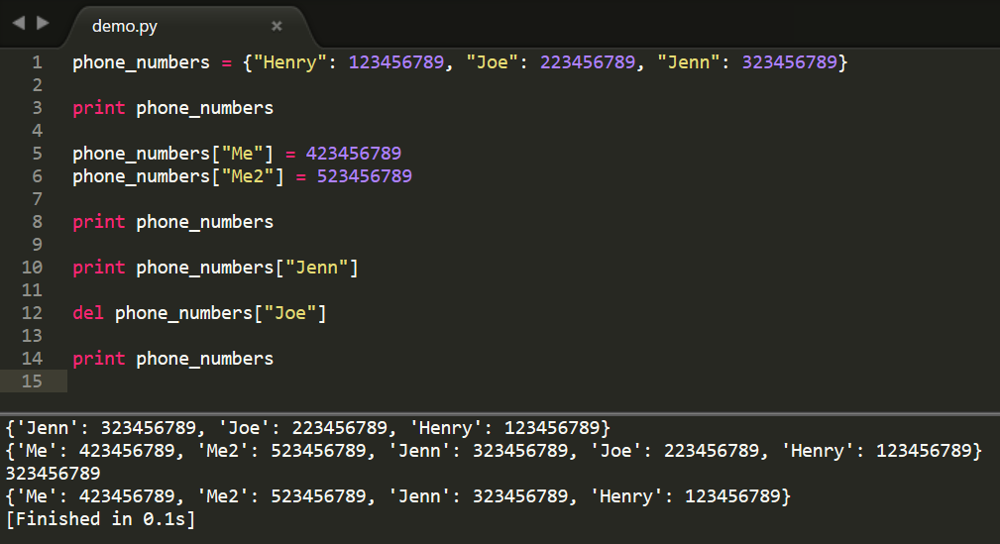 demo.py
1 phone_numbers = {"Henry": 123456789, "Joe": 223456789, "Jenn": 323456789}
2
3 print phone_numbers
4
5 phone_numbers["Me"] = 423456789
6 phone_numbers["Me2"] = 523456789
7
8 print phone_numbers
9
10 print phone_numbers["Jenn"]
11
12 del phone_numbers["Joe"]
13
14 print phone_numbers
15
{'Jenn': 323456789, 'Joe': 223456789, 'Henry': 123456789}
{'Me': 423456789, 'Me2': 523456789, 'Jenn': 323456789, 'Joe': 223456789, 'Henry': 123456789}
323456789
{'Me': 423456789, 'Me2': 523456789, 'Jenn': 323456789, 'Henry': 123456789}
[Finished in 0.1s]